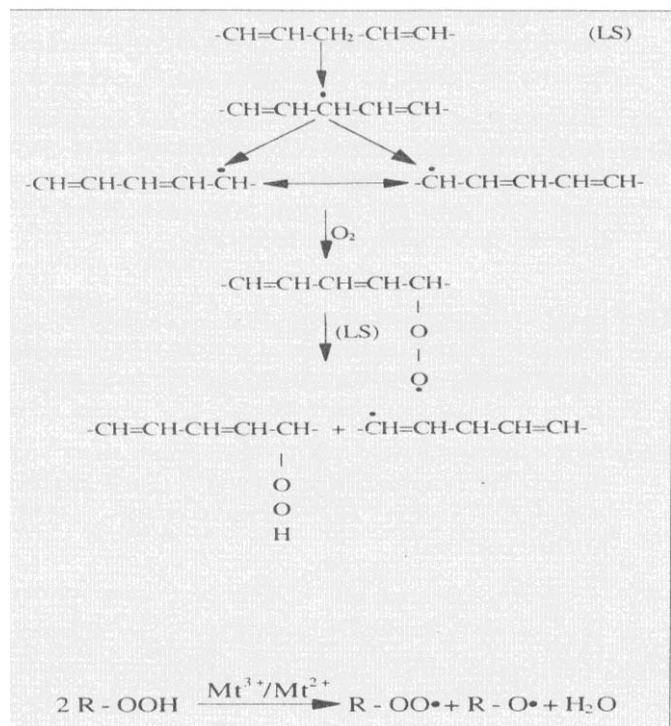 -CH=CH-CH₂-CH=CH- (LS)
-CH=CH-ĊH-CH=CH-
-CH=CH-CH=CH-ĊH- -ĊH-CH=CH-CH=CH-
O₂
-CH=CH-CH=CH-CH-
(LS) O
O•
-CH=CH-CH=CH-CH- + -ĊH=CH-CH-CH=CH-
O
O
H
2 R - OOH Mt³⁺/Mt²⁺ R - OO• + R - O• + H₂O